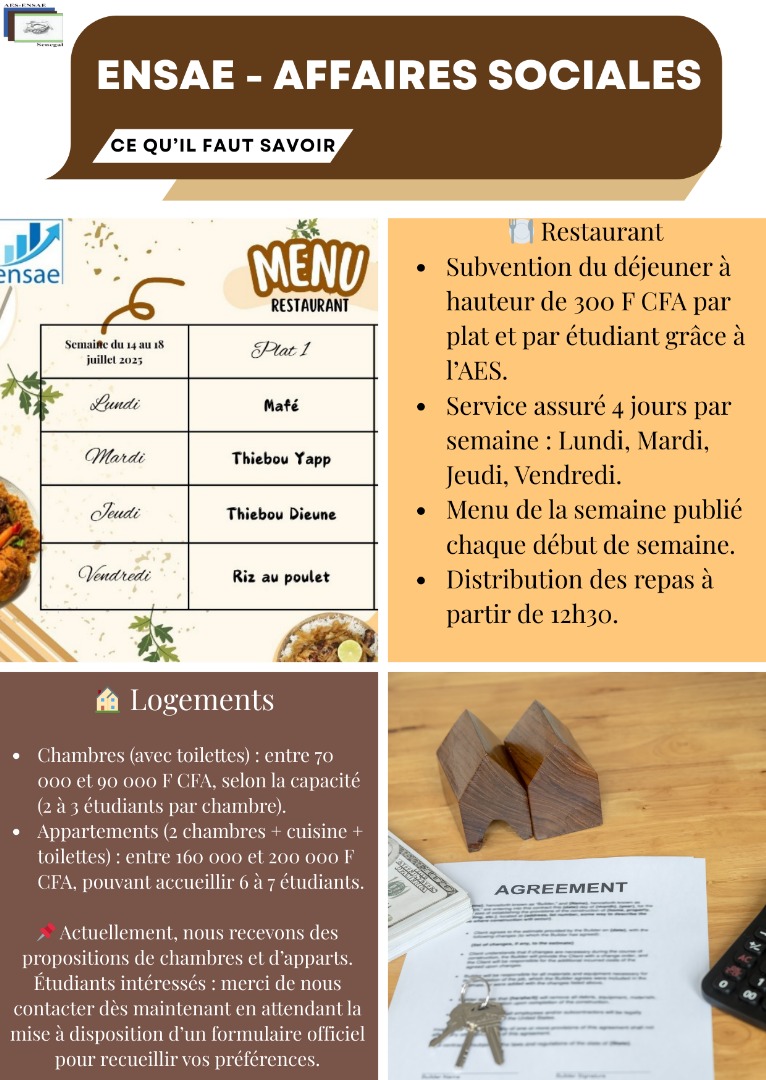 AES-ENSAE
Senegal
ENSAE - AFFAIRES SOCIALES
CE QU'IL FAUT SAVOIR
ensae
MENU
RESTAURANT
Semaine du 14 au 18
juillet 2025
Plat 1
Lundi
Mafé
Mardi
Thiebou Yapp
Jeudi
Thiebou Dieune
Vendredi
Riz au poulet
🍽️ Restaurant
• Subvention du déjeuner à
hauteur de 300 F CFA par
plat et par étudiant grâce à
l'AES.
• Service assuré 4 jours par
semaine : Lundi, Mardi,
Jeudi, Vendredi.
• Menu de la semaine publié
chaque début de semaine.
• Distribution des repas à
partir de 12h30.
🏠 Logements
• Chambres (avec toilettes) : entre 70
000 et 90 000 F CFA, selon la capacité
(2 à 3 étudiants par chambre).
• Appartements (2 chambres + cuisine +
toilettes) : entre 160 000 et 200 000 F
CFA, pouvant accueillir 6 à 7 étudiants.
📌 Actuellement, nous recevons des
propositions de chambres et d'apparts.
Étudiants intéressés : merci de nous
contacter dès maintenant en attendant la
mise à disposition d'un formulaire officiel
pour recueillir vos préférences.
AGREEMENT